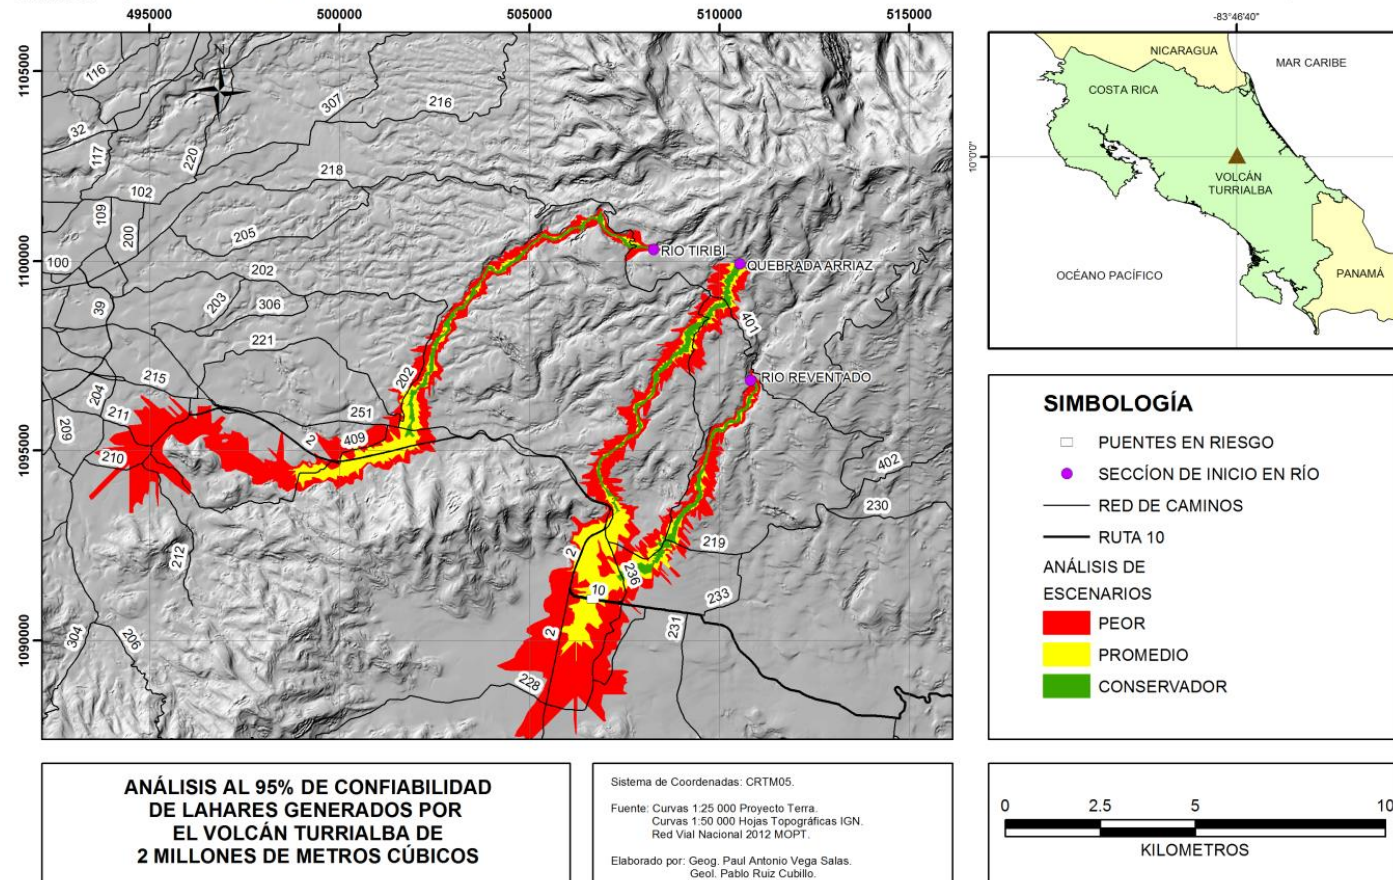 495000
500000
505000
510000
515000
1105000
1100000
1095000
1090000
N
116
307
216
32
117
220
218
102
109
200
205
100
202
203
306
39
221
RIO TIRIBI
QUEBRADA ARRIAZ
401
RIO REVENTADO
215
204
211
209
202
251
2
409
210
402
230
212
219
2
236
10
233
2
231
304
206
228
-83°46'40"
10°0'0"
NICARAGUA
MAR CARIBE
COSTA RICA
VOLCÁN
TURRIALBA
OCÉANO PACÍFICO
PANAMÁ
SIMBOLOGÍA
PUENTES EN RIESGO
SECCÍON DE INICIO EN RÍO
RED DE CAMINOS
RUTA 10
ANÁLISIS DE
ESCENARIOS
PEOR
PROMEDIO
CONSERVADOR
ANÁLISIS AL 95% DE CONFIABILIDAD
DE LAHARES GENERADOS POR
EL VOLCÁN TURRIALBA DE
2 MILLONES DE METROS CÚBICOS
Sistema de Coordenadas: CRTM05.
Fuente: Curvas 1:25 000 Proyecto Terra.
Curvas 1:50 000 Hojas Topográficas IGN.
Red Vial Nacional 2012 MOPT.
Elaborado por: Geog. Paul Antonio Vega Salas.
Geol. Pablo Ruiz Cubillo.
0 2.5 5 10
KILOMETROS